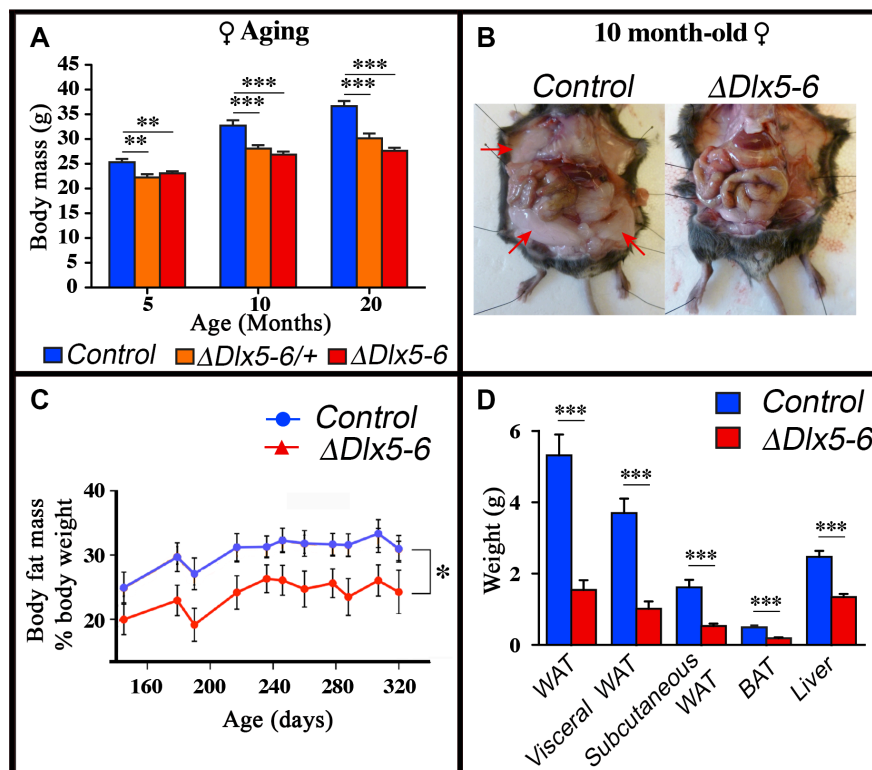 A
♀ Aging
45
40
35
30
25
20
15
10
5
0
Body mass (g)
**
**
***
***
***
***
5 10 20
Age (Months)
Control ΔDlx5-6/+ ΔDlx5-6
B
10 month-old ♀
Control ΔDlx5-6
C
Control
ΔDlx5-6
Body fat mass
% body weight
40
30
20
*
160 200 240 280 320
Age (days)
D
Control
ΔDlx5-6
Weight (g)
6
4
2
0
***
***
***
***
***
WAT
Visceral WAT
Subcutaneous
WAT
BAT
Liver